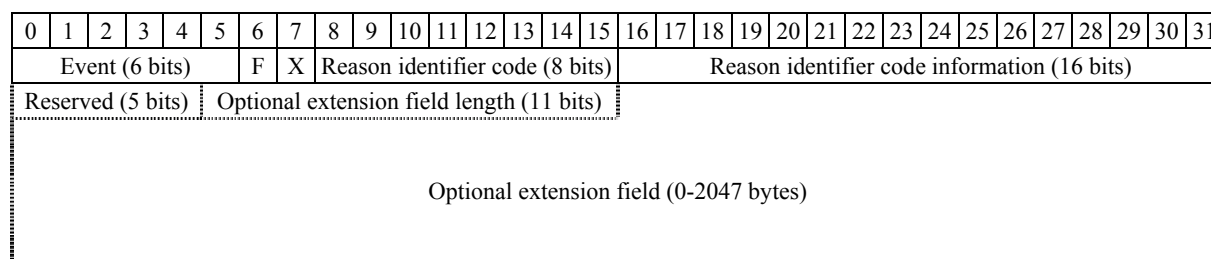 0 1 2 3 4 5 6 7 8 9 10 11 12 13 14 15 16 17 18 19 20 21 22 23 24 25 26 27 28 29 30 31
Event (6 bits) F X Reason identifier code (8 bits) Reason identifier code information (16 bits)
Reserved (5 bits) Optional extension field length (11 bits)
Optional extension field (0-2047 bytes)